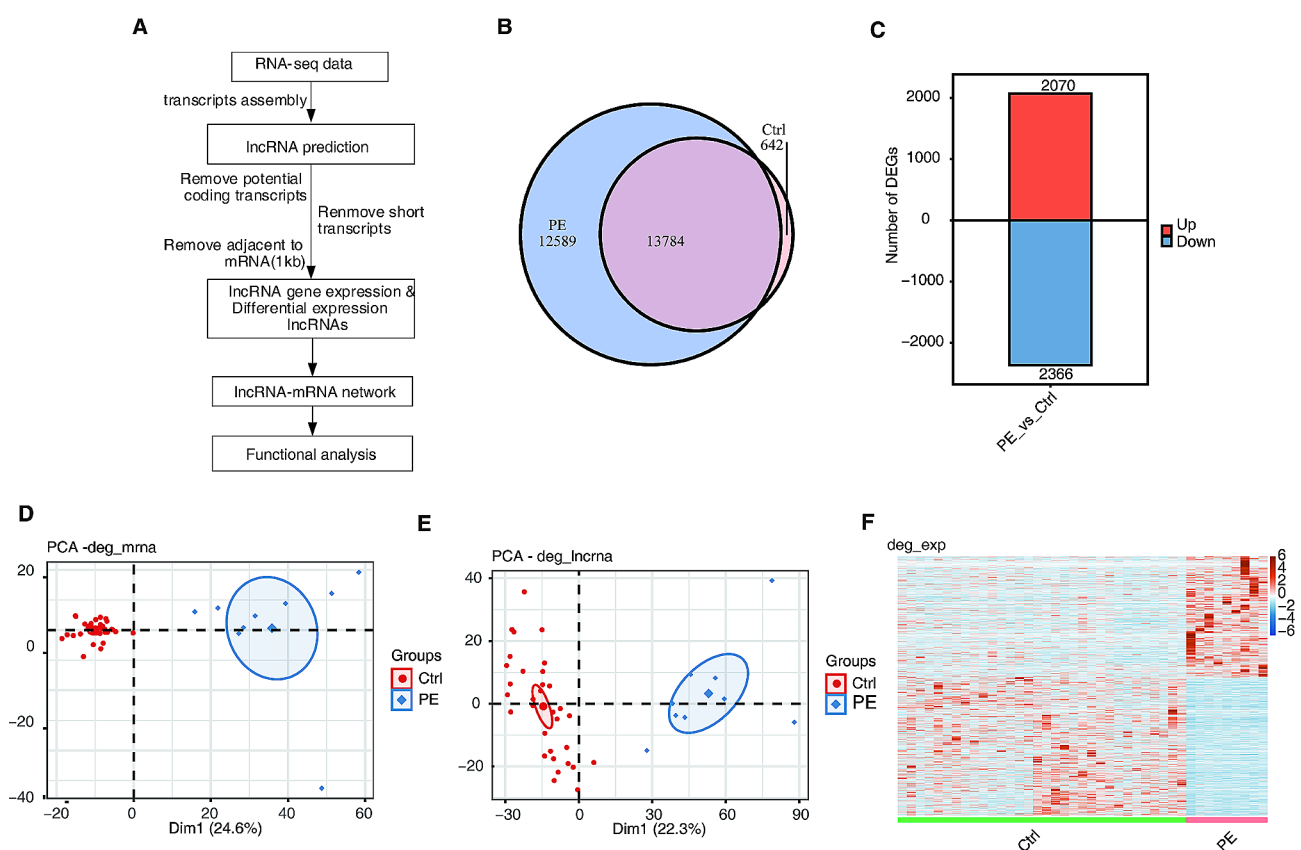 A
RNA-seq data
transcripts assembly
lncRNA prediction
Remove potential
coding transcripts
Renmove short
transcripts
Remove adjacent to
mRNA(1kb)
lncRNA gene expression &
Differential expression
lncRNAs
lncRNA-mRNA network
Functional analysis
B
PE
12589
13784
Ctrl
642
C
Number of DEGs
2000
1000
0
−1000
−2000
2070
2366
PE_vs_Ctrl
Up
Down
D
PCA -deg_mrna
20
0
−20
−40
−20
0
20
40
60
Dim1 (24.6%)
Groups
Ctrl
PE
E
PCA - deg_lncrna
40
20
0
−20
−30
0
30
60
90
Dim1 (22.3%)
Groups
Ctrl
PE
F
deg_exp
6
4
2
0
−2
−4
−6
Ctrl
PE